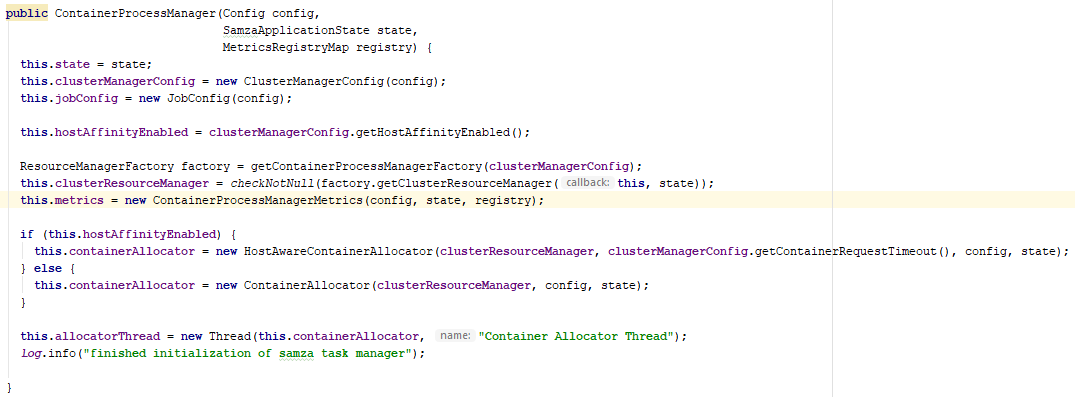 public ContainerProcessManager(Config config,
SamzaApplicationState state,
MetricsRegistryMap registry) {
this.state = state;
this.clusterManagerConfig = new ClusterManagerConfig(config);
this.jobConfig = new JobConfig(config);
this.hostAffinityEnabled = clusterManagerConfig.getHostAffinityEnabled();
ResourceManagerFactory factory = getContainerProcessManagerFactory(clusterManagerConfig);
this.clusterResourceManager = checkNotNull(factory.getClusterResourceManager( callback: this, state));
this.metrics = new ContainerProcessManagerMetrics(config, state, registry);
if (this.hostAffinityEnabled) {
this.containerAllocator = new HostAwareContainerAllocator(clusterResourceManager, clusterManagerConfig.getContainerRequestTimeout(), config, state);
} else {
this.containerAllocator = new ContainerAllocator(clusterResourceManager, config, state);
}
this.allocatorThread = new Thread(this.containerAllocator, name: "Container Allocator Thread");
log.info("finished initialization of samza task manager");
}